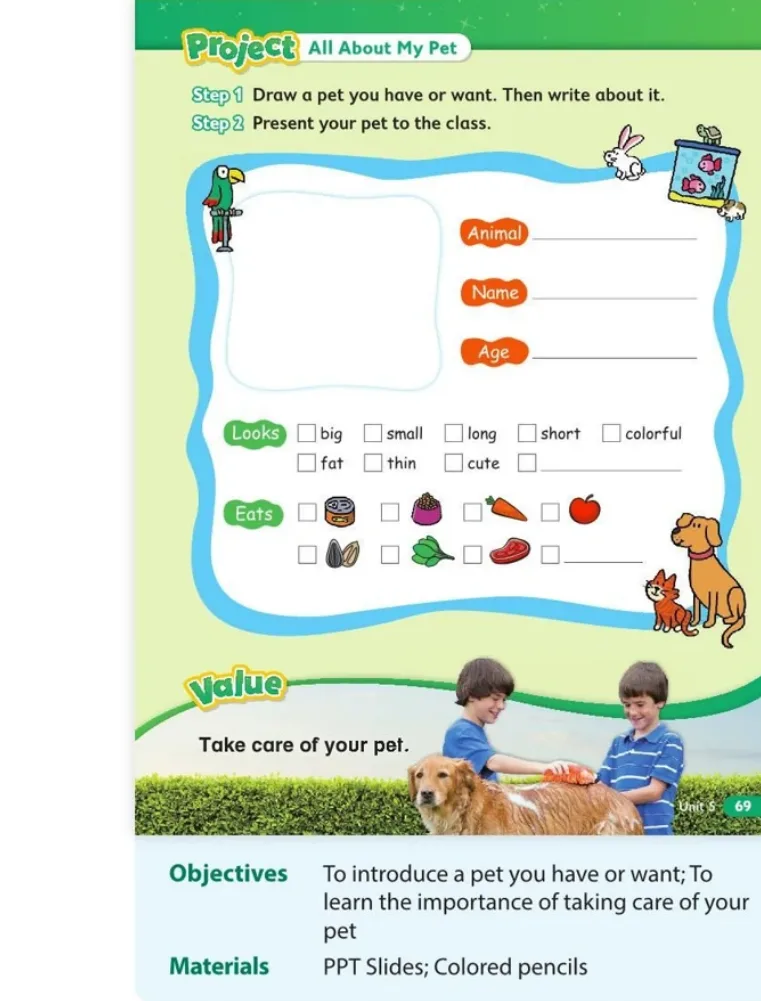 Project All About My Pet
Step 1 Draw a pet you have or want. Then write about it.
Step 2 Present your pet to the class.
Animal
Name
Age
Looks big small long short colorful
fat thin cute
Eats
Value
Take care of your pet.
Unit 5 69
Objectives To introduce a pet you have or want; To
learn the importance of taking care of your
pet
Materials PPT Slides; Colored pencils